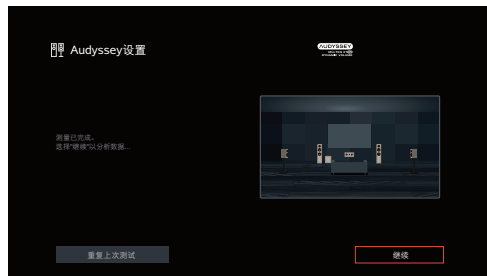 Audyssey设置
AUDYSSEY
测量已完成。
选择“继续”以分析数据...
重复上次测试
继续